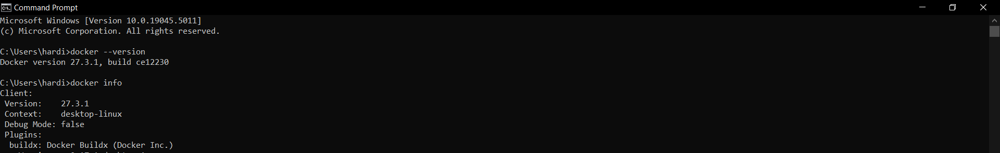 Command Prompt
Microsoft Windows [Version 10.0.19045.5011]
(c) Microsoft Corporation. All rights reserved.
C:\Users\hardi>docker --version
Docker version 27.3.1, build ce12230
C:\Users\hardi>docker info
Client:
 Version:    27.3.1
 Context:    desktop-linux
 Debug Mode: false
 Plugins:
  buildx: Docker Buildx (Docker Inc.)